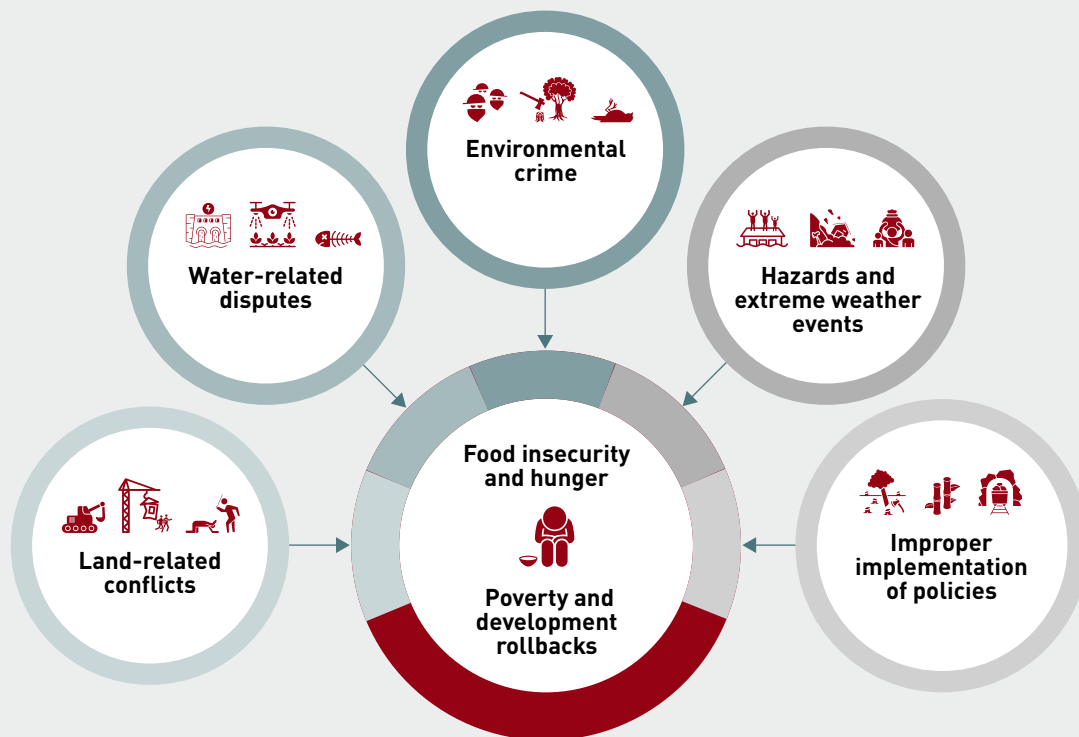 Environmental
crime
Water-related
disputes
Hazards and
extreme weather
events
Land-related
conflicts
Food insecurity
and hunger
Poverty and
development
rollbacks
Improper
implementation
of policies